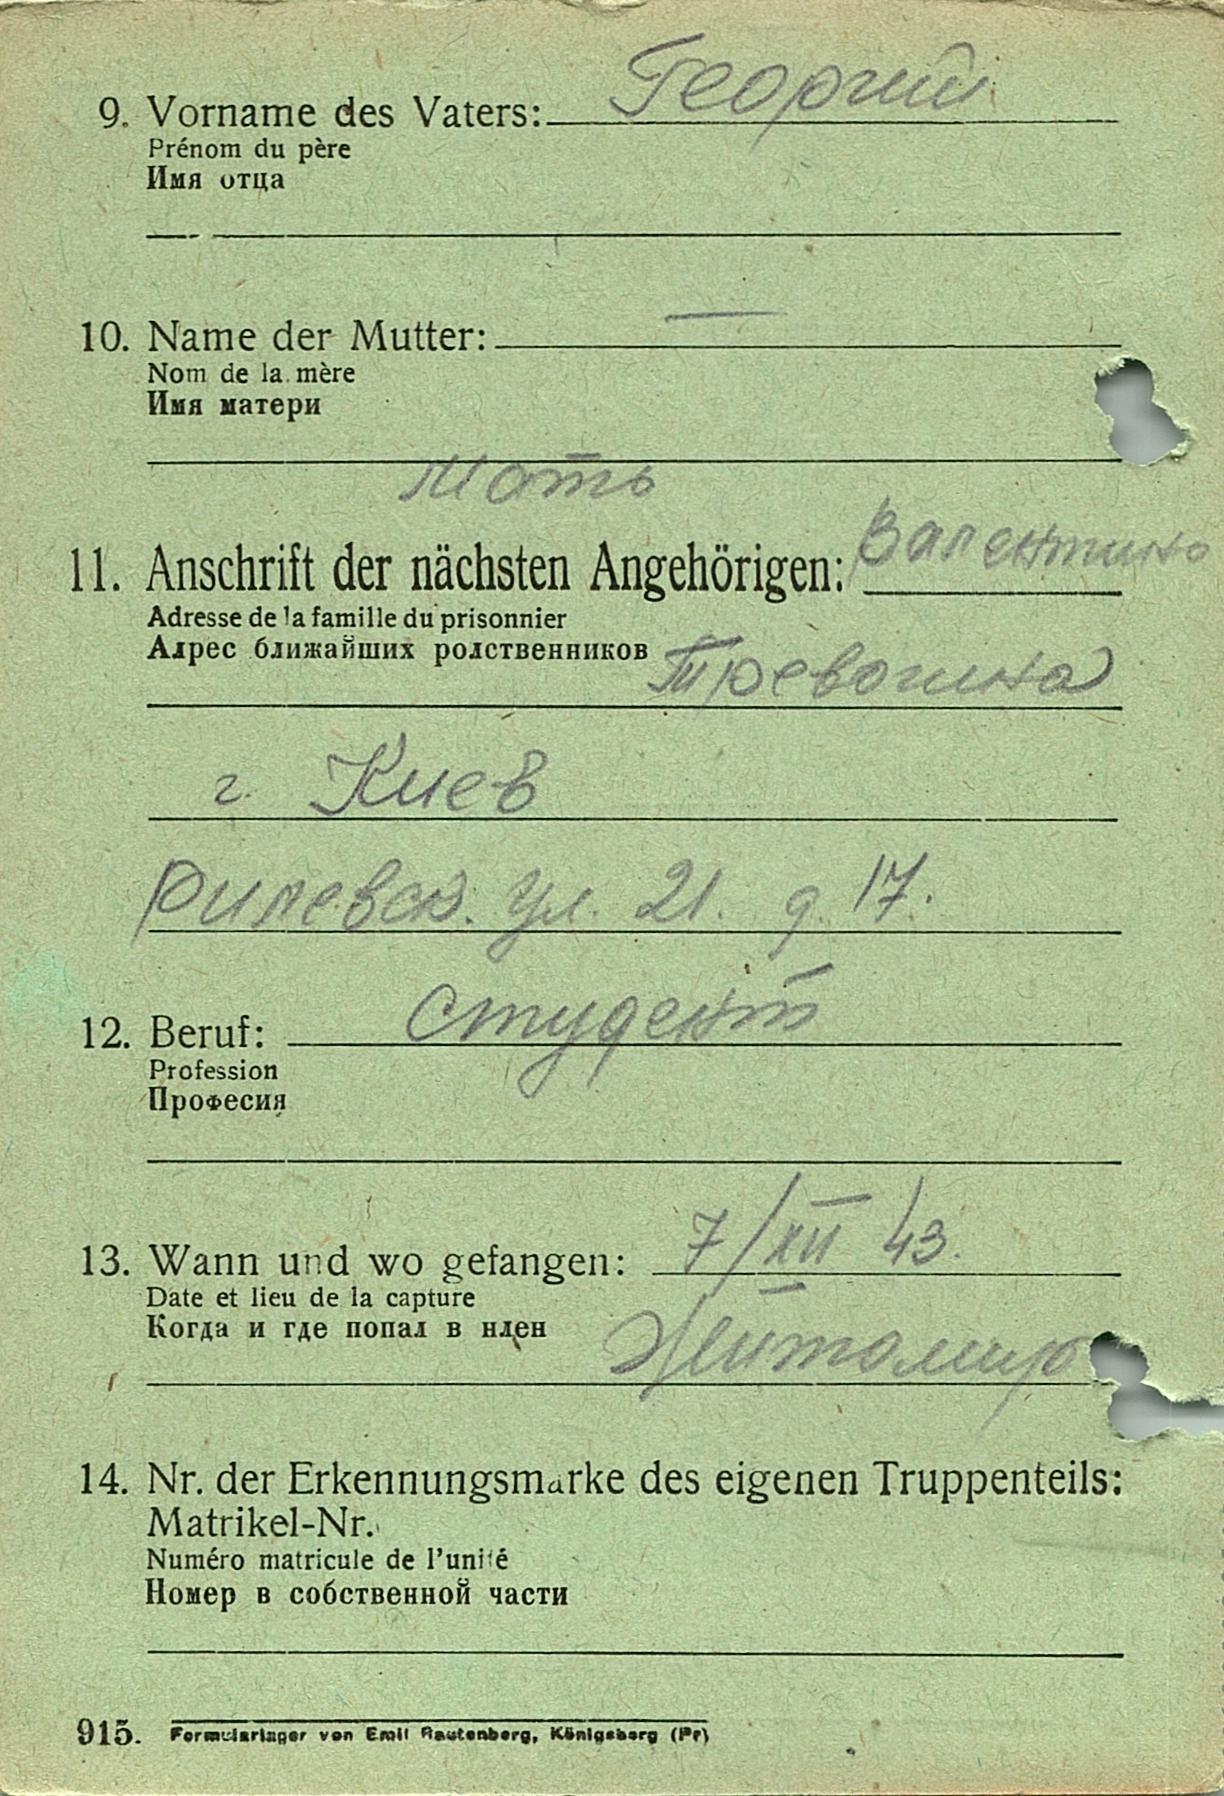 9. Vorname des Vaters: Георгий
Prénom du père
Имя отца
10. Name der Mutter: —
Nom de la mère
Имя матери
Мать
11. Anschrift der nächsten Angehörigen: Валентина
Adresse de la famille du prisonnier
Адрес ближайших родственников
Тревогина
г. Киев
Рилевск. ул. 21. д. 17.
12. Beruf: студент
Profession
Професия
13. Wann und wo gefangen: 7/XII 43.
Date et lieu de la capture
Когда и где попал в нлен
Житомир
14. Nr. der Erkennungsmarke des eigenen Truppenteils:
Matrikel-Nr.
Numéro matricule de l'unité
Номер в собственной части
915. Formularlager von Emil Rautenberg, Königsberg (Pr)